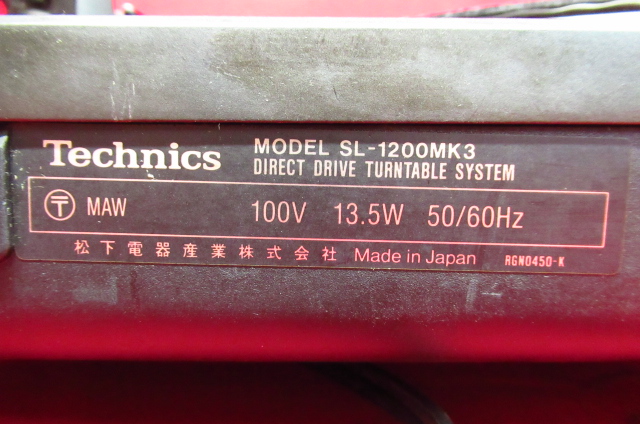 Technics MODEL SL-1200MK3
DIRECT DRIVE TURNTABLE SYSTEM
〒 MAW 100V 13.5W 50/60Hz
松下電器産業株式会社 Made in Japan RGN0450-K